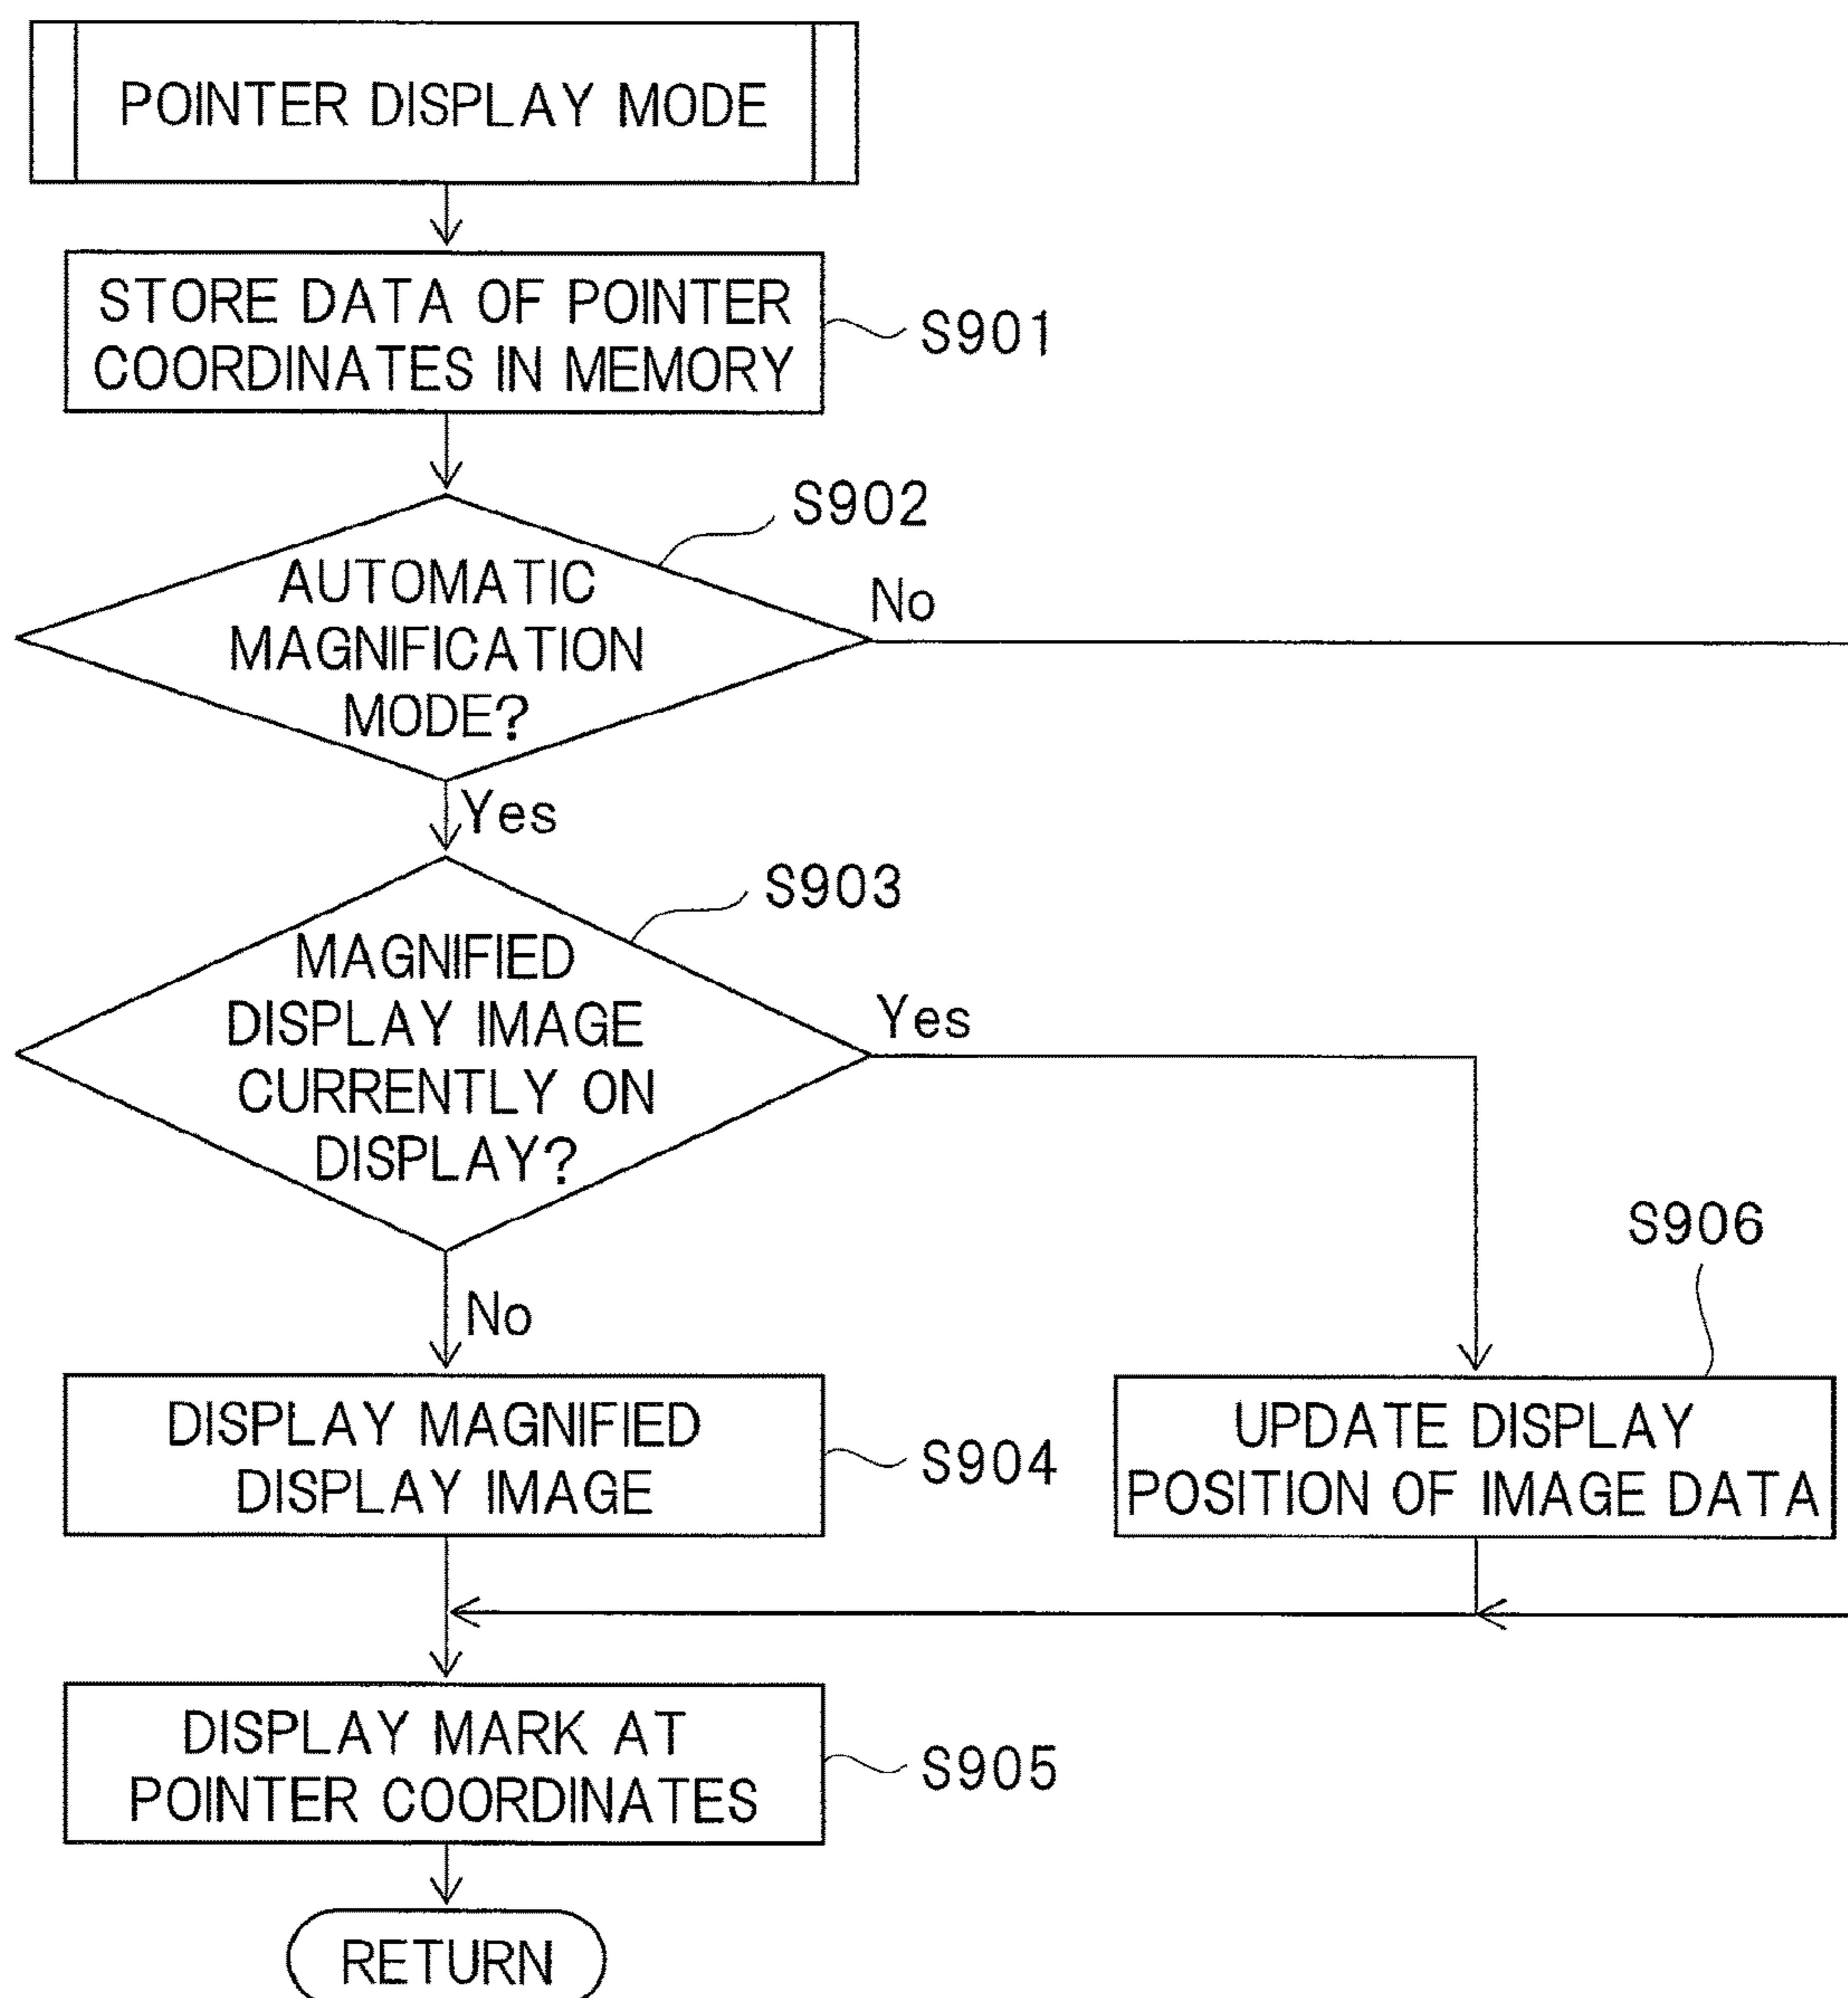 POINTER DISPLAY MODE
STORE DATA OF POINTER
COORDINATES IN MEMORY
S901
S902
AUTOMATIC
MAGNIFICATION
MODE?
No
Yes
S903
MAGNIFIED
DISPLAY IMAGE
CURRENTLY ON
DISPLAY?
Yes
No
S906
DISPLAY MAGNIFIED
DISPLAY IMAGE
S904
UPDATE DISPLAY
POSITION OF IMAGE DATA
DISPLAY MARK AT
POINTER COORDINATES
S905
RETURN